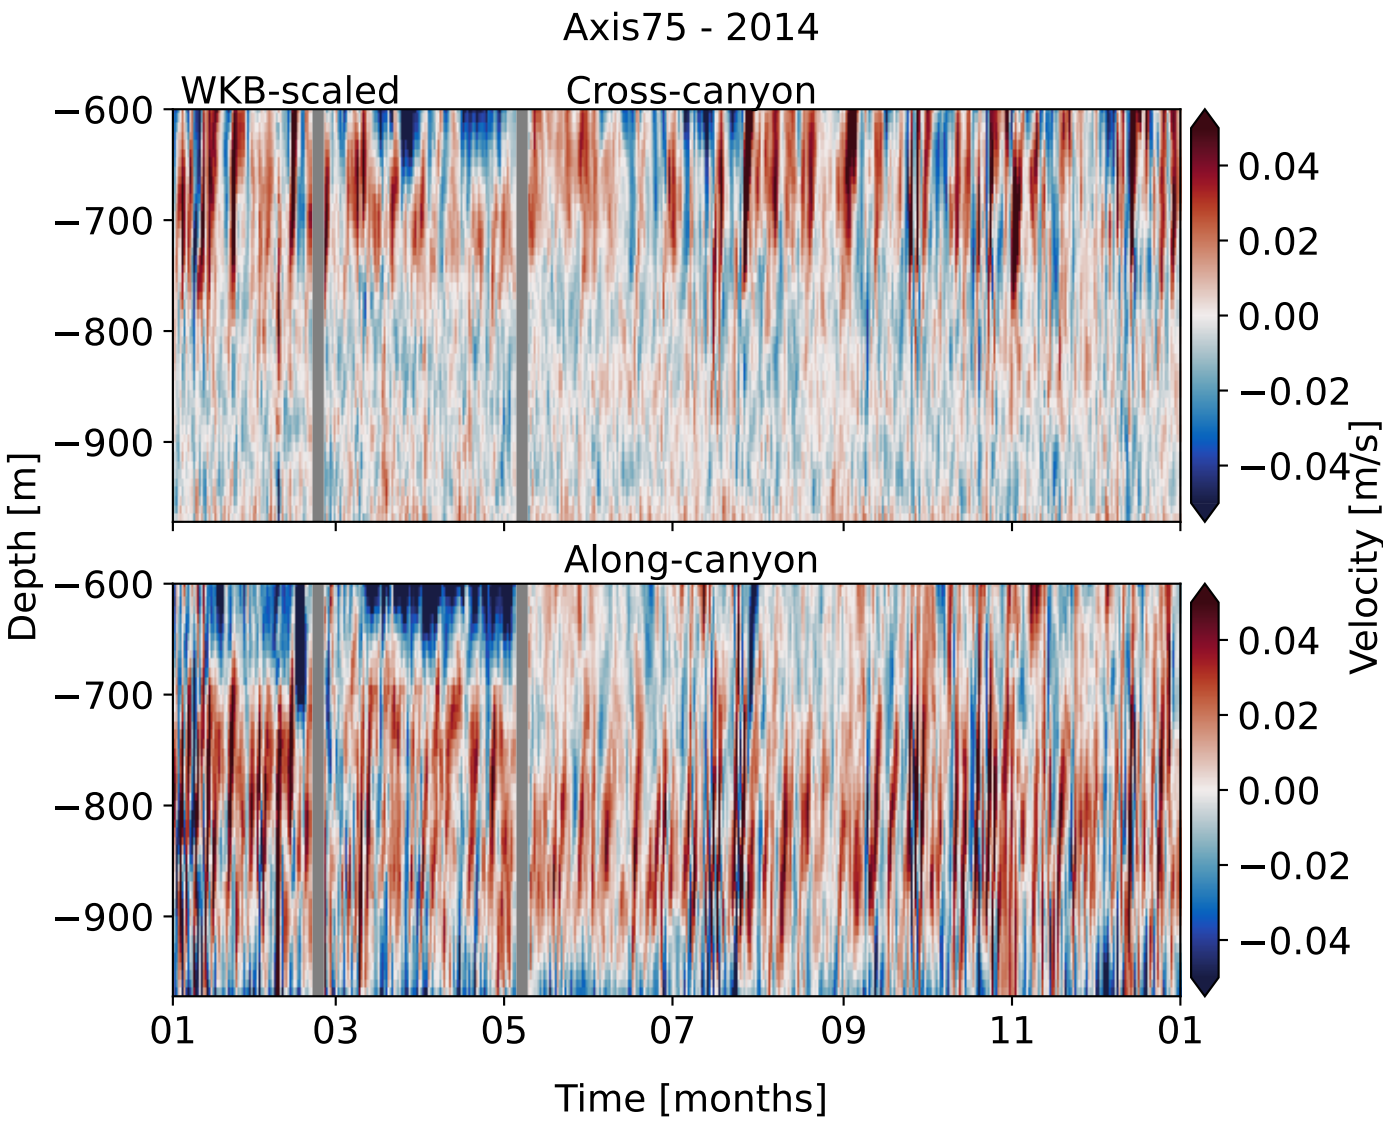 Axis75 - 2014
WKB-scaled
Cross-canyon
−600
−700
−800
−900
0.04
0.02
0.00
−0.02
−0.04
Depth [m]
Velocity [m/s]
Along-canyon
−600
−700
−800
−900
0.04
0.02
0.00
−0.02
−0.04
01 03 05 07 09 11 01
Time [months]